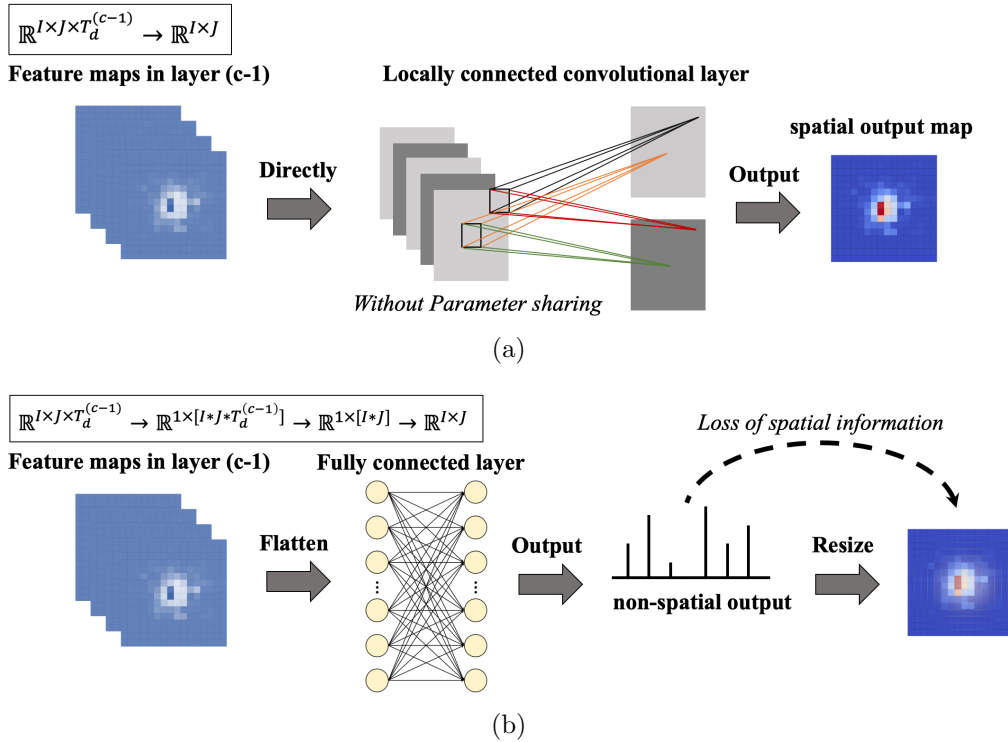 ℝ^{I×J×T_d^{(c−1)}} → ℝ^{I×J}
Feature maps in layer (c-1)
Locally connected convolutional layer
spatial output map
Directly
Output
Without Parameter sharing
(a)
ℝ^{I×J×T_d^{(c−1)}} → ℝ^{1×[I*J*T_d^{(c−1)}]} → ℝ^{1×[I*J]} → ℝ^{I×J}
Loss of spatial information
Feature maps in layer (c-1)
Fully connected layer
Flatten
Output
Resize
non-spatial output
(b)